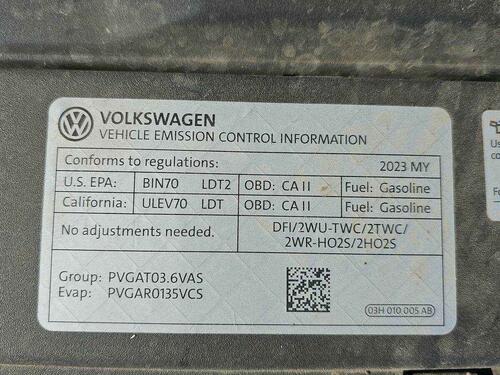 VOLKSWAGEN
VEHICLE EMISSION CONTROL INFORMATION
Conforms to regulations: 2023 MY
U.S. EPA: BIN70 LDT2 OBD: CA II Fuel: Gasoline
California: ULEV70 LDT OBD: CA II Fuel: Gasoline
No adjustments needed. DFI/2WU-TWC/2TWC/
2WR-HO2S/2HO2S
Group: PVGAT03.6VAS
Evap: PVGAR0135VCS
03H 010 005 AB
Us
co